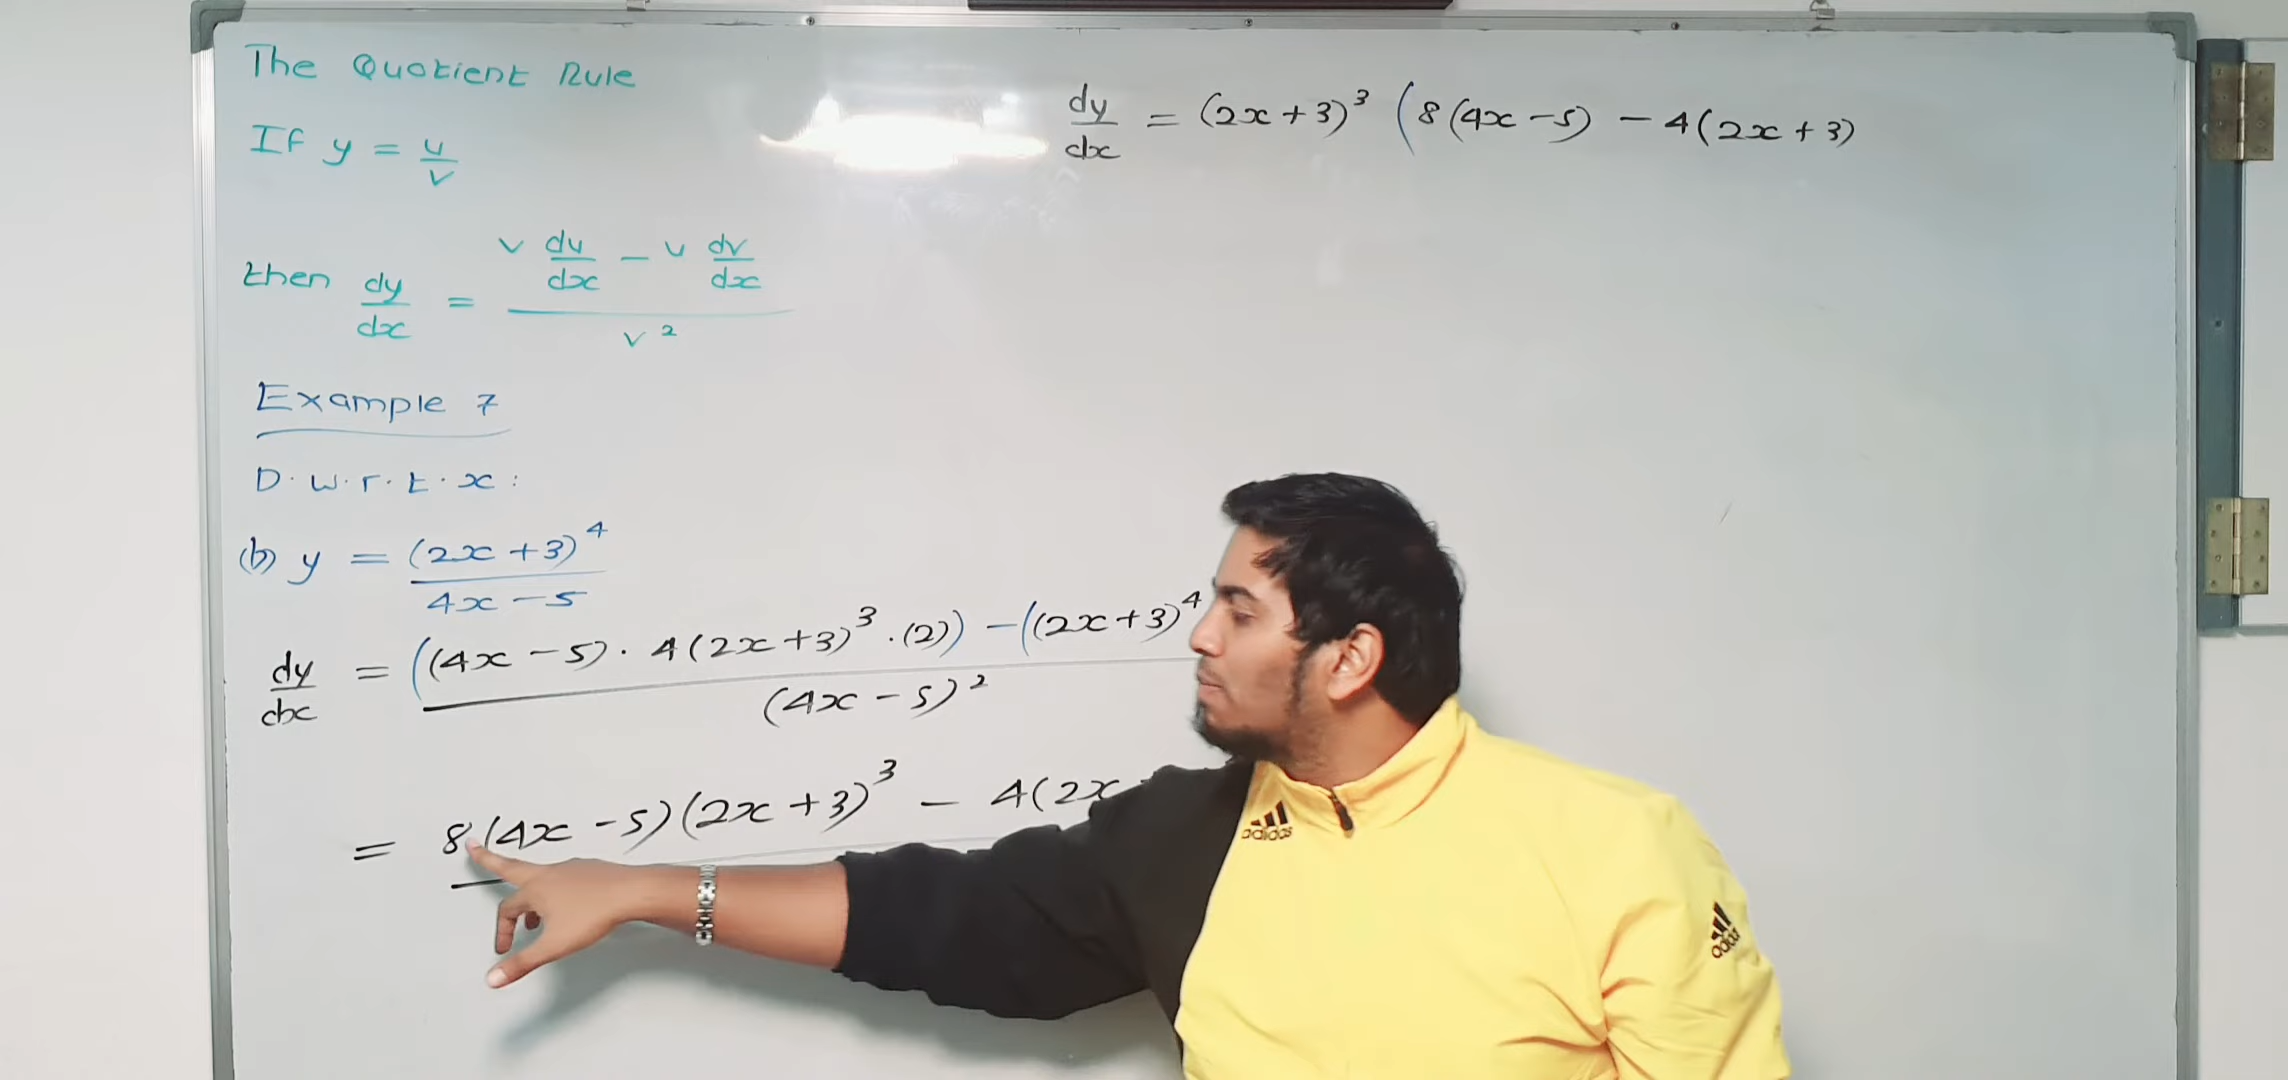 The Quotient Rule
If y = u/v
then dy/dx = (v du/dx - u dv/dx)/v²
Example 7
D.w.r.t.x:
(b) y = (2x+3)⁴/(4x-5)
dy/dx = ((4x-5).4(2x+3)³.(2)) - ((2x+3)⁴
(4x-5)²
= 8(4x-5)(2x+3)³ - 4(2x
dy/dx = (2x+3)³ (8(4x-5) - 4(2x+3)
adidas
adidas